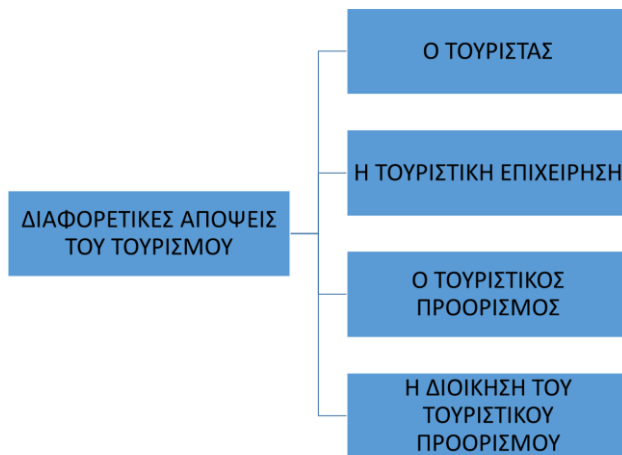 Ο ΤΟΥΡΙΣΤΑΣ
Η ΤΟΥΡΙΣΤΙΚΗ ΕΠΙΧΕΙΡΗΣΗ
ΔΙΑΦΟΡΕΤΙΚΕΣ ΑΠΟΨΕΙΣ
ΤΟΥ ΤΟΥΡΙΣΜΟΥ
Ο ΤΟΥΡΙΣΤΙΚΟΣ
ΠΡΟΟΡΙΣΜΟΣ
Η ΔΙΟΙΚΗΣΗ ΤΟΥ
ΤΟΥΡΙΣΤΙΚΟΥ
ΠΡΟΟΡΙΣΜΟΥ